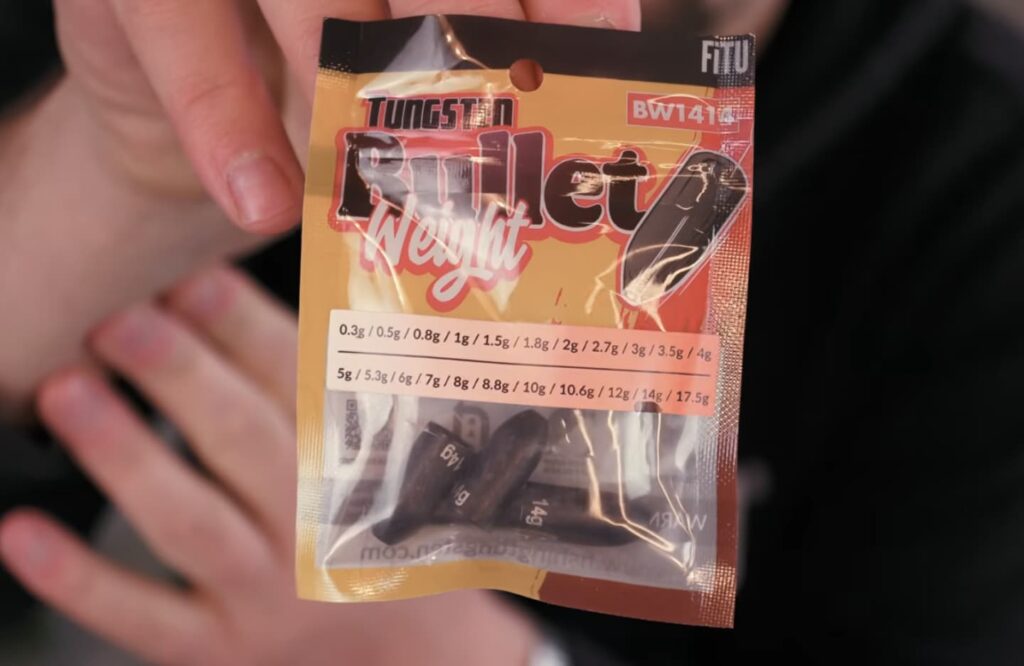 FiTU
TUNGSTEN
BW1414
Bullet
Weight
0.3g / 0.5g / 0.8g / 1g / 1.5g / 1.8g / 2g / 2.7g / 3g / 3.5g / 4g
5g / 5.3g / 6g / 7g / 8g / 8.8g / 10g / 10.6g / 12g / 14g / 17.5g
14g
14g